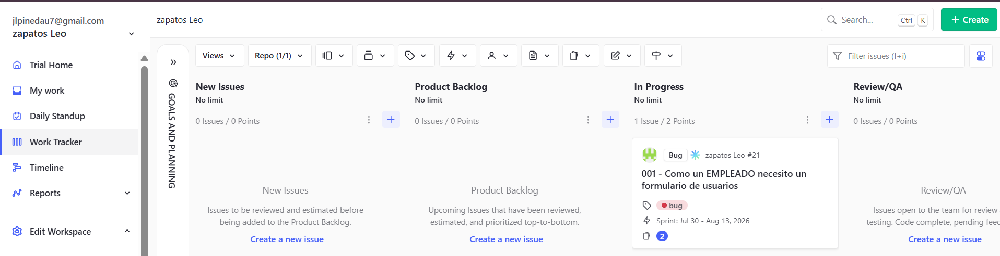 jlpinedau7@gmail.com
zapatos Leo
Trial Home
My work
Daily Standup
Work Tracker
Timeline
Reports
Edit Workspace
zapatos Leo
Search...
Ctrl
K
+ Create
GOALS AND PLANNING
Views
Repo (1/1)
Filter issues (f+i)
New Issues
No limit
0 Issues / 0 Points
New Issues
Issues to be reviewed and estimated before
being added to the Product Backlog.
Create a new issue
Product Backlog
No limit
0 Issues / 0 Points
Product Backlog
Upcoming Issues that have been reviewed,
estimated, and prioritized top-to-bottom.
Create a new issue
In Progress
No limit
1 Issue / 2 Points
Bug
zapatos Leo #21
001 - Como un EMPLEADO necesito un
formulario de usuarios
bug
Sprint: Jul 30 - Aug 13, 2026
2
Review/QA
No limit
0 Issues / 0 Points
Review/QA
Issues open to the team for review
testing. Code complete, pending feed
Create a new issue